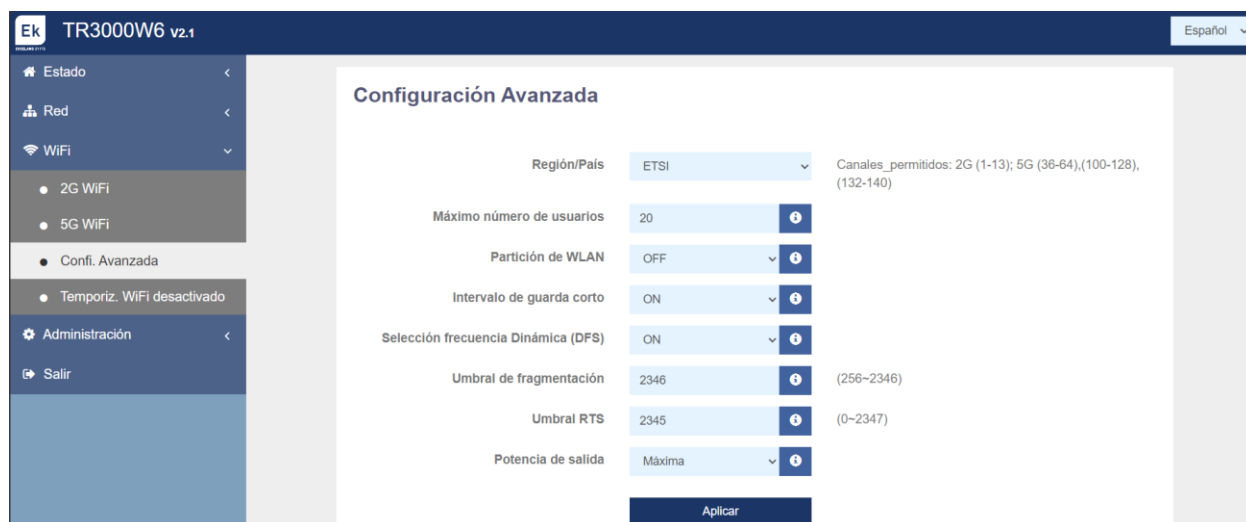 Ek TR3000W6 V2.1
Español
Estado
Red
WiFi
2G WiFi
5G WiFi
Confi. Avanzada
Temporiz. WiFi desactivado
Administración
Salir
Configuración Avanzada
Región/País ETSI Canales_permitidos: 2G (1-13); 5G (36-64),(100-128),
(132-140)
Máximo número de usuarios 20
Partición de WLAN OFF
Intervalo de guarda corto ON
Selección frecuencia Dinámica (DFS) ON
Umbral de fragmentación 2346 (256~2346)
Umbral RTS 2345 (0~2347)
Potencia de salida Máxima
Aplicar